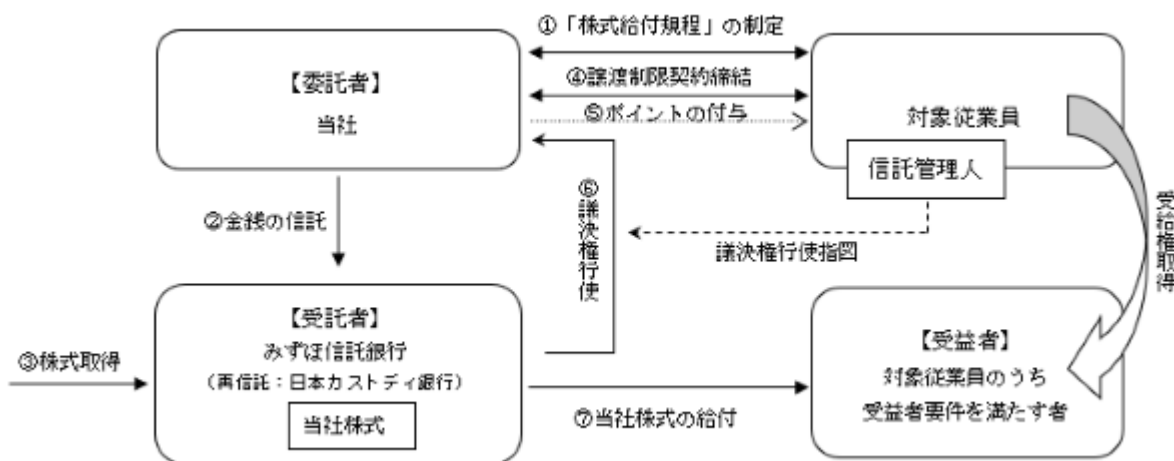 ①「株式給付規程」の制定
【委託者】
当社
④譲渡制限契約締結
⑤ポイントの付与
対象従業員
信託管理人
②金銭の信託
⑥議決権行使
議決権行使指図
受給権取得
③株式取得
【受託者】
みずほ信託銀行
（再信託：日本カストディ銀行）
当社株式
⑦当社株式の給付
【受益者】
対象従業員のうち
受益者要件を満たす者